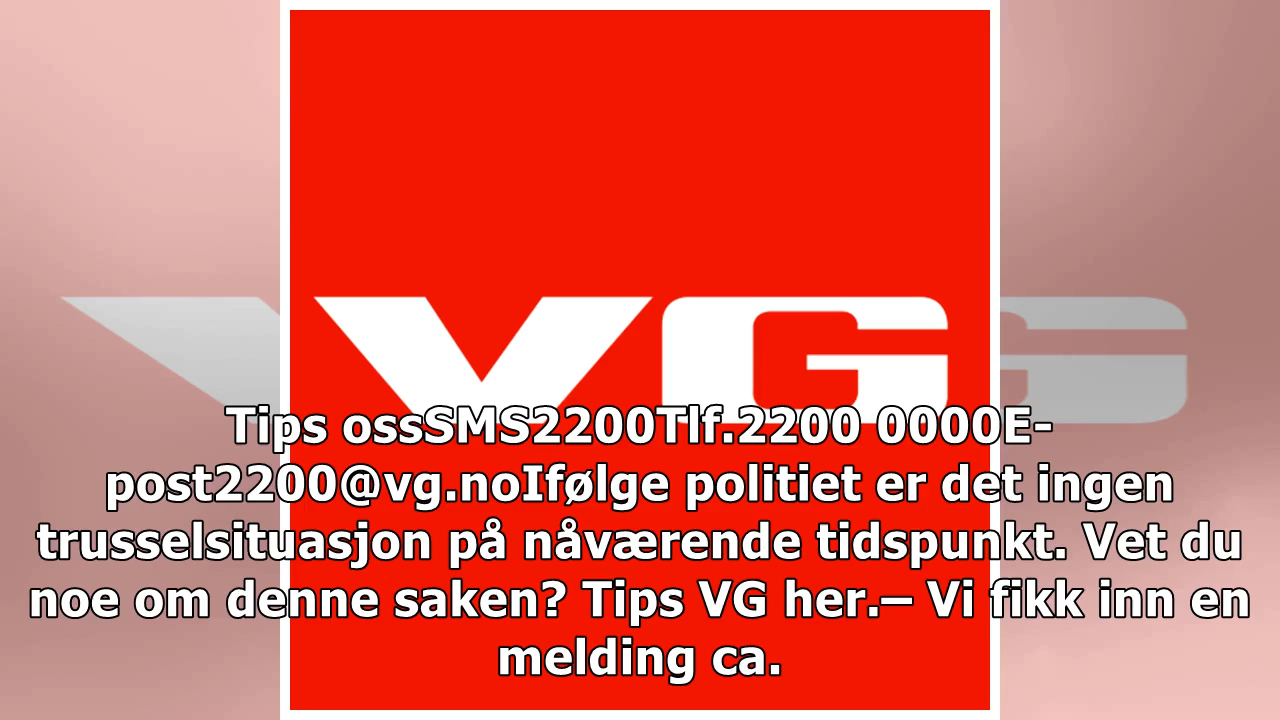 VG
Tips ossSMS2200Tlf.2200 0000E-
post2200@vg.noIfølge politiet er det ingen
trusselsituasjon på nåværende tidspunkt. Vet du
noe om denne saken? Tips VG her.– Vi fikk inn en
melding ca.